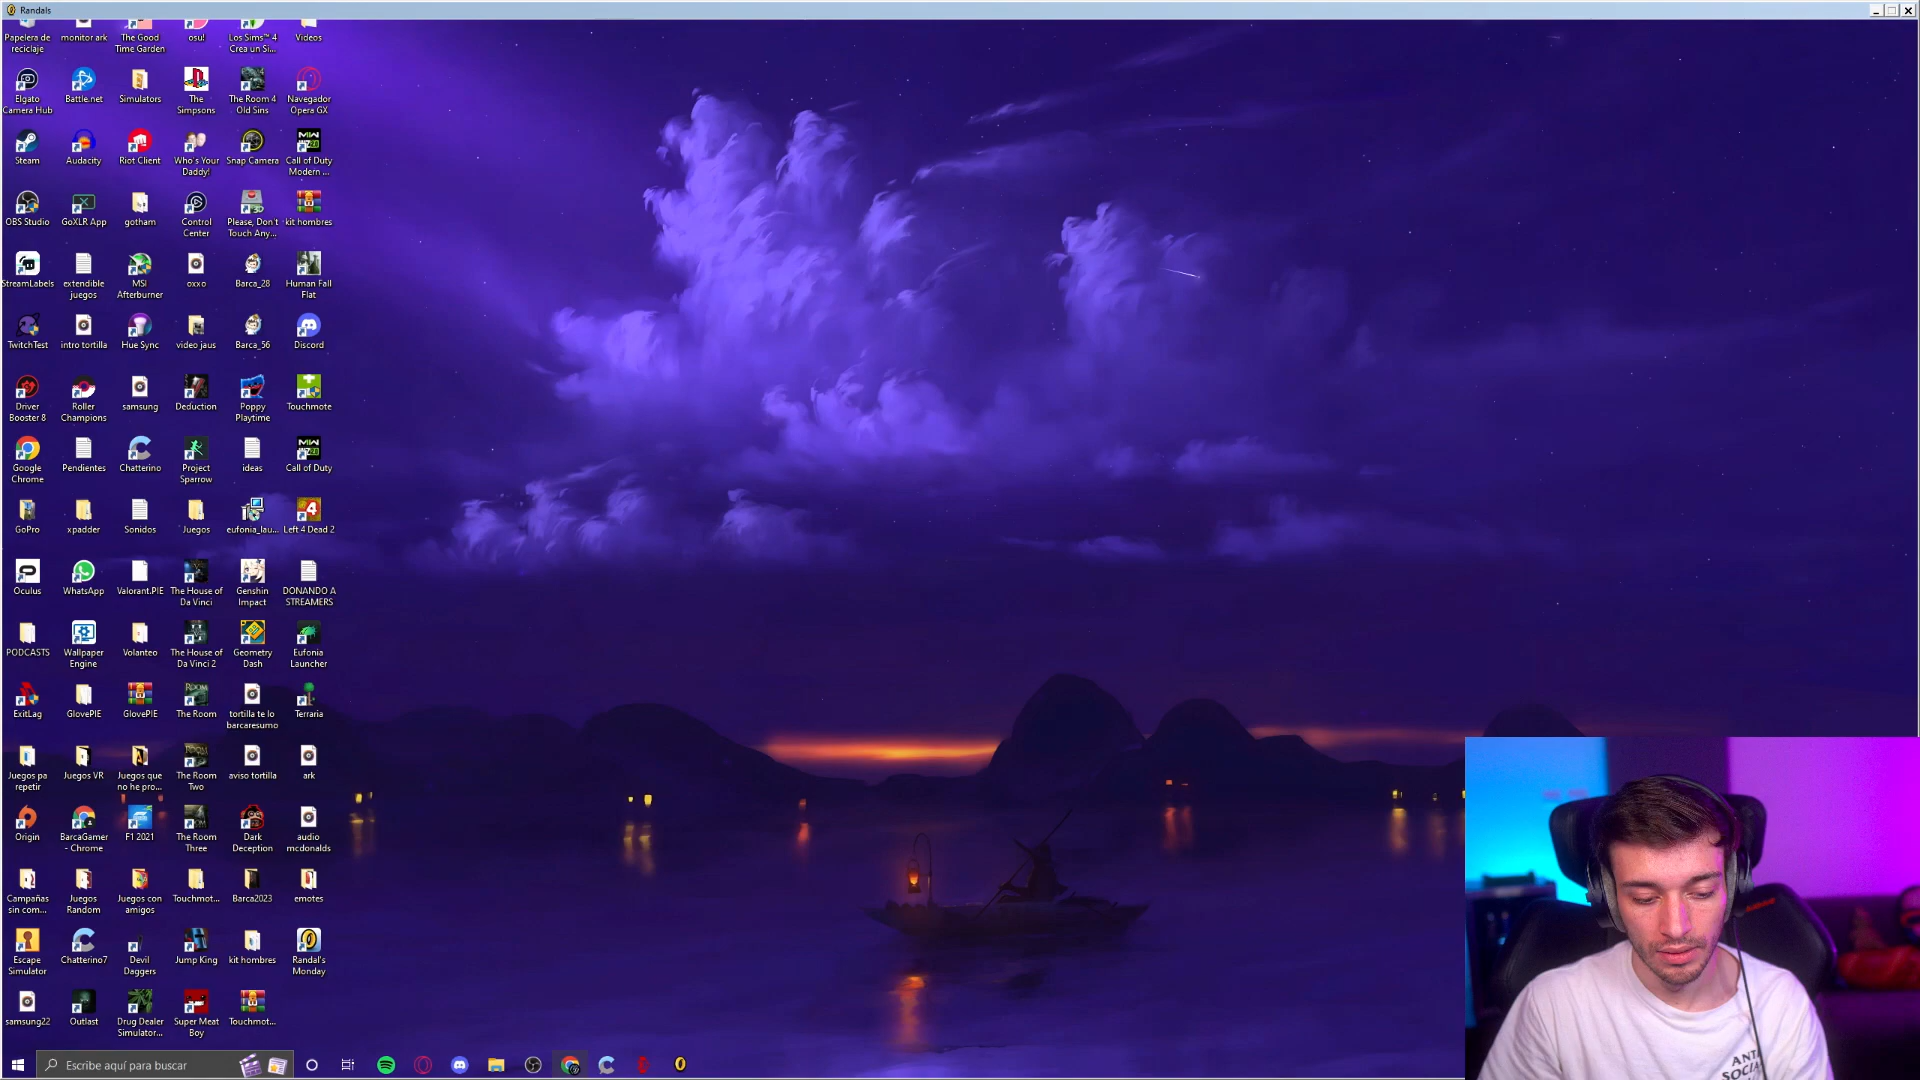 Randals
Papelera de
reciclaje
monitor ark
The Good
Time Garden
osu!
Los Sims™ 4
Crea un Si...
Videos
Elgato
Camera Hub
Battle.net
Simulators
The
Simpsons
The Room 4
Old Sins
Navegador
Opera GX
Steam
Audacity
Riot Client
Who's Your
Daddy!
Snap Camera
Call of Duty
Modern ...
OBS Studio
GoXLR App
gotham
Control
Center
Please, Don't
Touch Any...
kit hombres
StreamLabels
extendible
juegos
MSI
Afterburner
oxxo
Barca_28
Human Fall
Flat
TwitchTest
intro tortilla
Hue Sync
video jaus
Barca_56
Discord
Driver
Booster 8
Roller
Champions
samsung
Deduction
Poppy
Playtime
Touchmote
Google
Chrome
Pendientes
Chatterino
Project
Sparrow
ideas
Call of Duty
GoPro
xpadder
Sonidos
Juegos
eufonia_lau...
Left 4 Dead 2
Oculus
WhatsApp
Valorant.PIE
The House of
Da Vinci
Genshin
Impact
DONANDO A
STREAMERS
PODCASTS
Wallpaper
Engine
Volanteo
The House of
Da Vinci 2
Geometry
Dash
Eufonia
Launcher
ExitLag
GlovePIE
GlovePIE
The Room
tortilla te lo
barcaresumo
Terraria
Juegos pa
repetir
Juegos VR
Juegos que
no he pro...
The Room
Two
aviso tortilla
ark
Origin
BarcaGamer
- Chrome
F1 2021
The Room
Three
Dark
Deception
audio
mcdonalds
Campañas
sin com...
Juegos
Random
Juegos con
amigos
Touchmot...
Barca2023
emotes
Escape
Simulator
Chatterino7
Devil
Daggers
Jump King
kit hombres
Randal's
Monday
samsung22
Outlast
Drug Dealer
Simulator...
Super Meat
Boy
Touchmot...
Escribe aquí para buscar
ANTI
SOCIAL